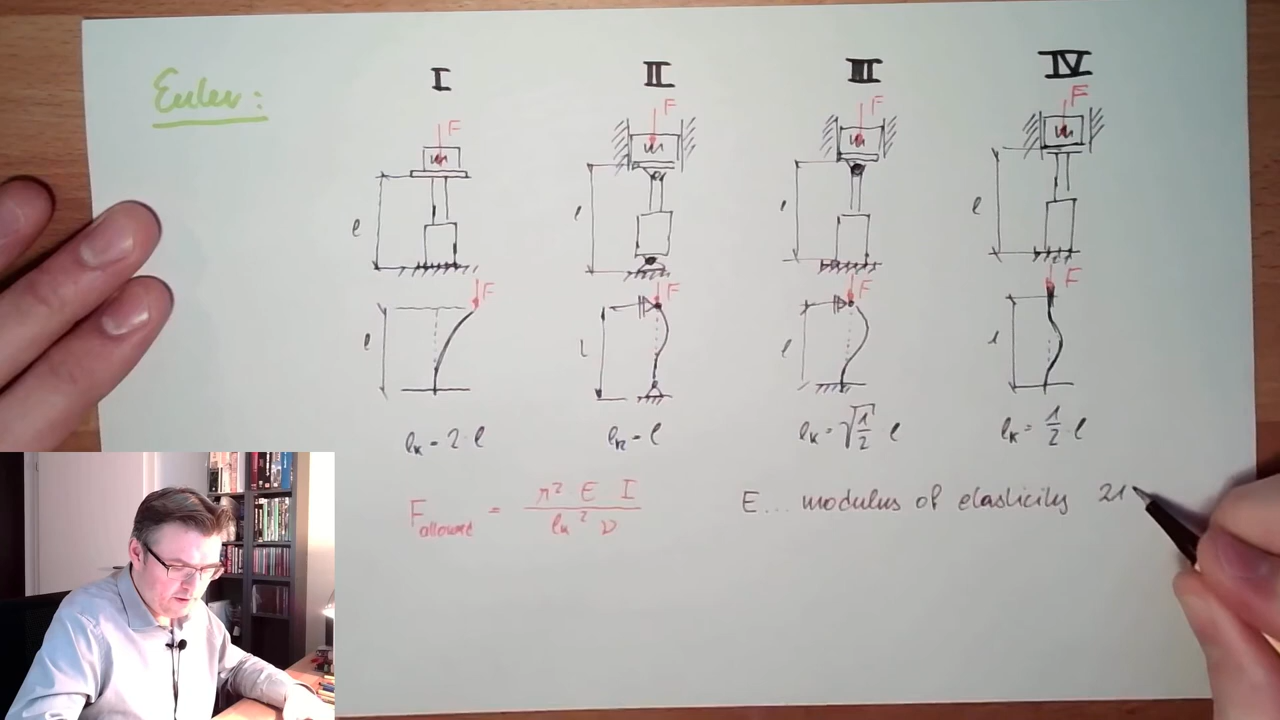 Euler:
I II III IV
F F F F
m m m m
l l l l
F F F F
l l l l
lk = 2 · l lk = l lk = √1/2 · l lk = 1/2 · l
F allowed = π² E I / lk² ν E... modulus of elasticity 21